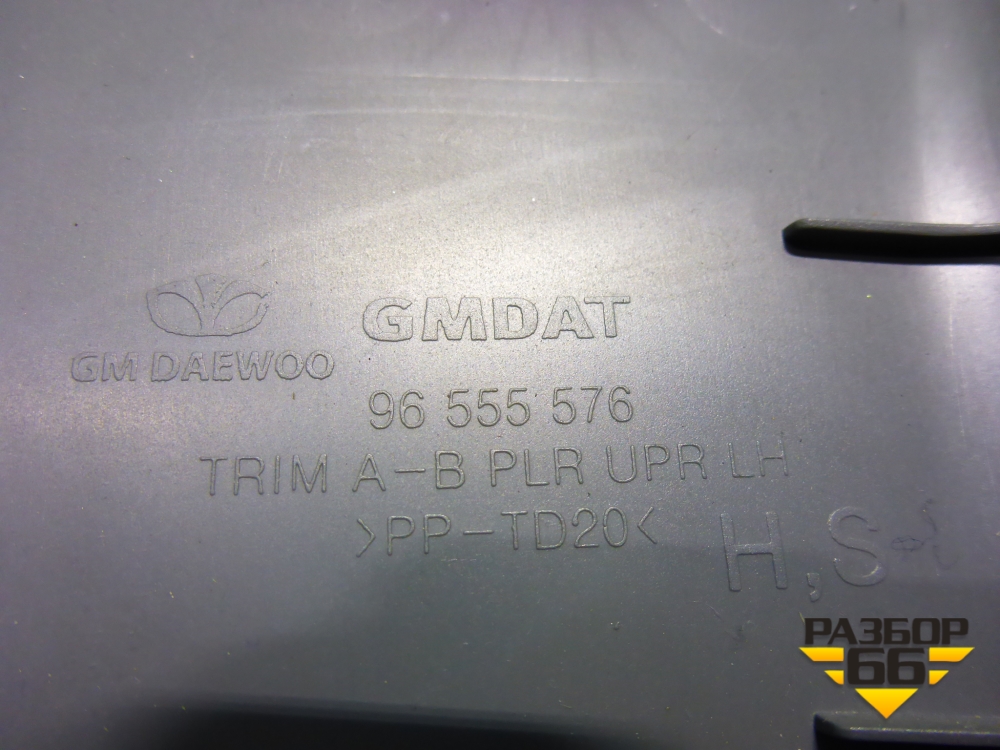 GMDAT
GM DAEWOO
96 555 576
TRIM A-B PLR UPR LH
>PP-TD20<
H,S
РАЗБОР
66